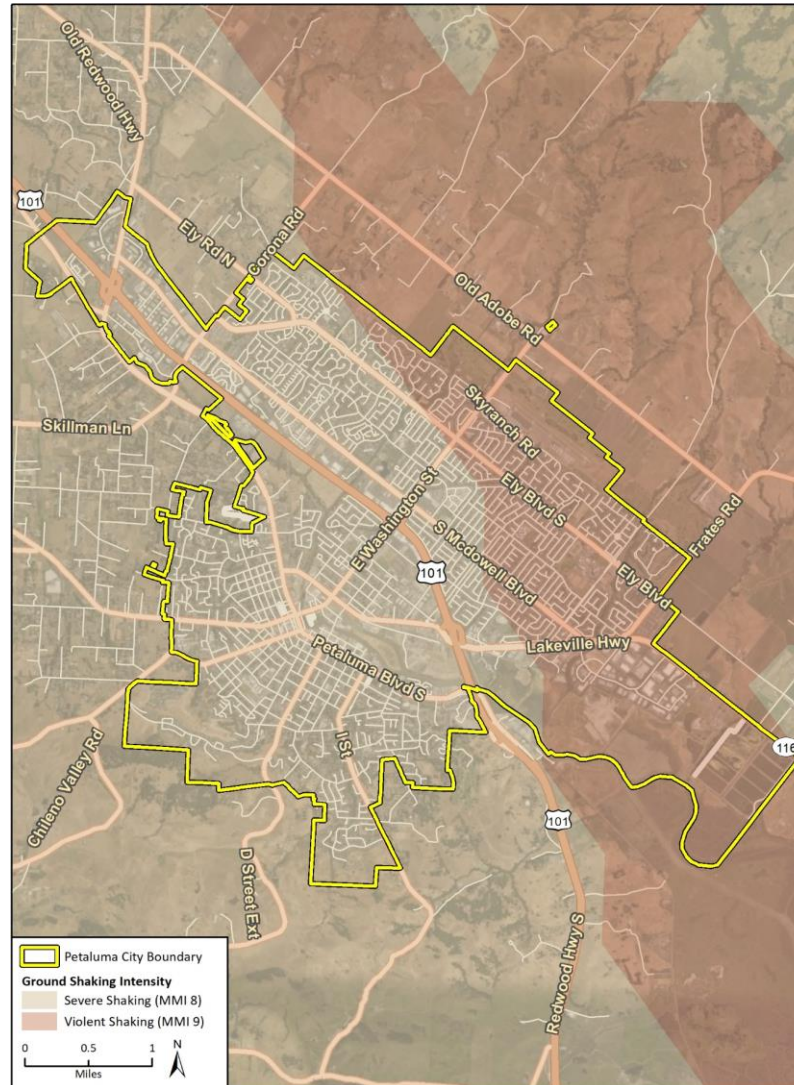 Old Redwood Hwy
101
Ely Rd N
Corona Rd
Old Adobe Rd
Skillman Ln
Skyranch Rd
E Washington St
Ely Blvd S
S Mcdowell Blvd
Frates Rd
101
Ely Blvd
Lakeville Hwy
Petaluma Blvd S
I St
116
Chileno Valley Rd
101
D Street Ext
Redwood Hwy S
Petaluma City Boundary
Ground Shaking Intensity
Severe Shaking (MMI 8)
Violent Shaking (MMI 9)
0 0.5 1
Miles
N